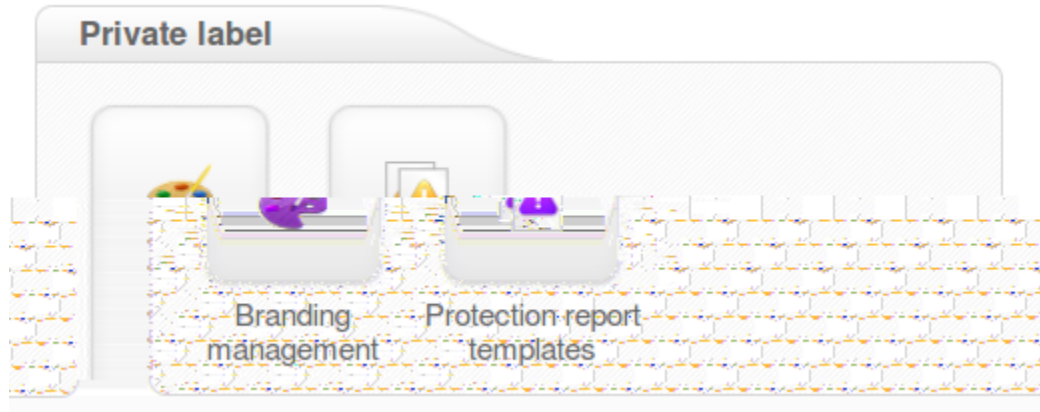 Private label
Branding
management
Protection report
templates